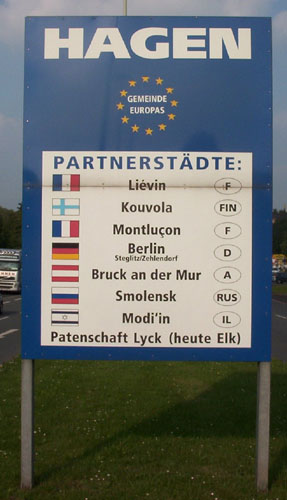 HAGEN
GEMEINDE
EUROPAS
PARTNERSTÄDTE:
Liévin F
Kouvola FIN
Montluçon F
Berlin D
Steglitz/Zehlendorf
Bruck an der Mur A
Smolensk RUS
Modi'in IL
Patenschaft Lyck (heute Elk)